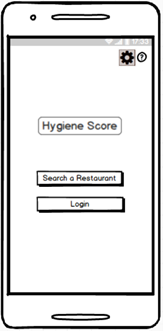 ?
Hygiene Score
Search a Restaurant
Login